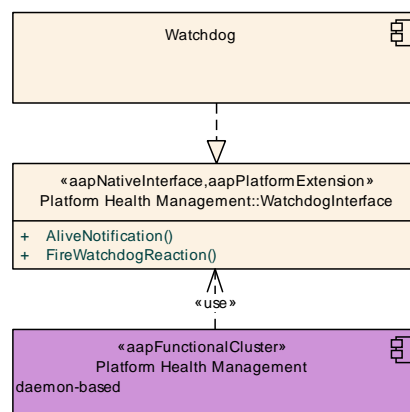 Watchdog
«aapNativeInterface,aapPlatformExtension»
Platform Health Management::WatchdogInterface
+ AliveNotification()
+ FireWatchdogReaction()
«use»
«aapFunctionalCluster»
Platform Health Management
daemon-based